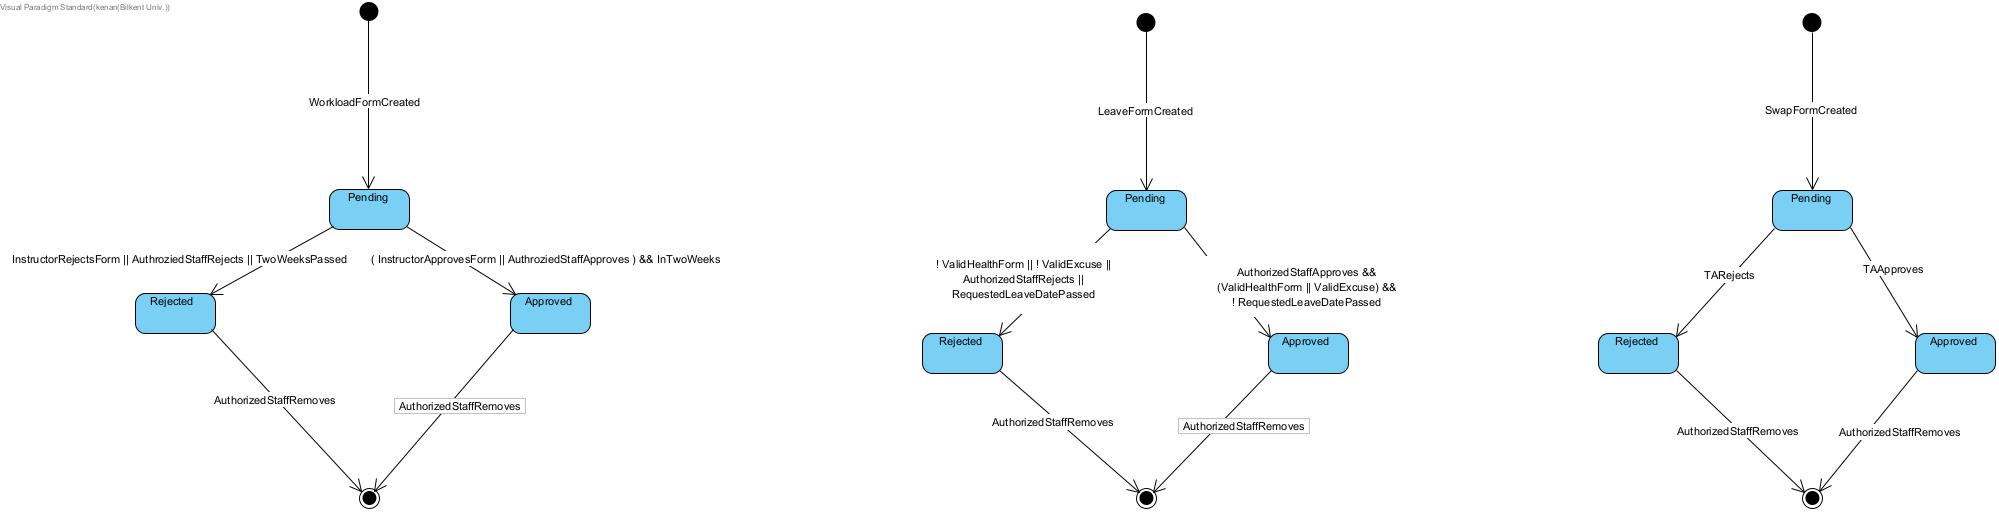 Visual Paradigm Standard(kenan(Bilkent Univ.))
WorkloadFormCreated
Pending
InstructorRejectsForm || AuthroziedStaffRejects || TwoWeeksPassed
( InstructorApprovesForm || AuthroziedStaffApproves ) && InTwoWeeks
Rejected
Approved
AuthorizedStaffRemoves
AuthorizedStaffRemoves
LeaveFormCreated
Pending
! ValidHealthForm || ! ValidExcuse ||
AuthorizedStaffRejects ||
RequestedLeaveDatePassed
AuthorizedStaffApproves &&
(ValidHealthForm || ValidExcuse) &&
! RequestedLeaveDatePassed
Rejected
Approved
AuthorizedStaffRemoves
AuthorizedStaffRemoves
SwapFormCreated
Pending
TARejects
TAApproves
Rejected
Approved
AuthorizedStaffRemoves
AuthorizedStaffRemoves